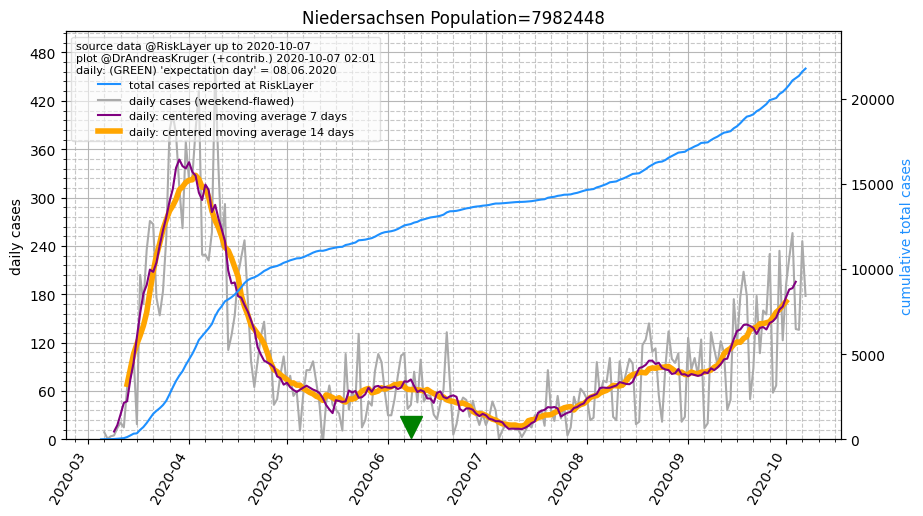 Niedersachsen Population=7982448
source data @RiskLayer up to 2020-10-07
plot @DrAndreasKruger (+contrib.) 2020-10-07 02:01
daily: (GREEN) 'expectation day' = 08.06.2020
total cases reported at RiskLayer
daily cases (weekend-flawed)
daily: centered moving average 7 days
daily: centered moving average 14 days
daily cases
480
420
360
300
240
180
120
60
0
cumulative total cases
20000
15000
10000
5000
0
2020-03
2020-04
2020-05
2020-06
2020-07
2020-08
2020-09
2020-10